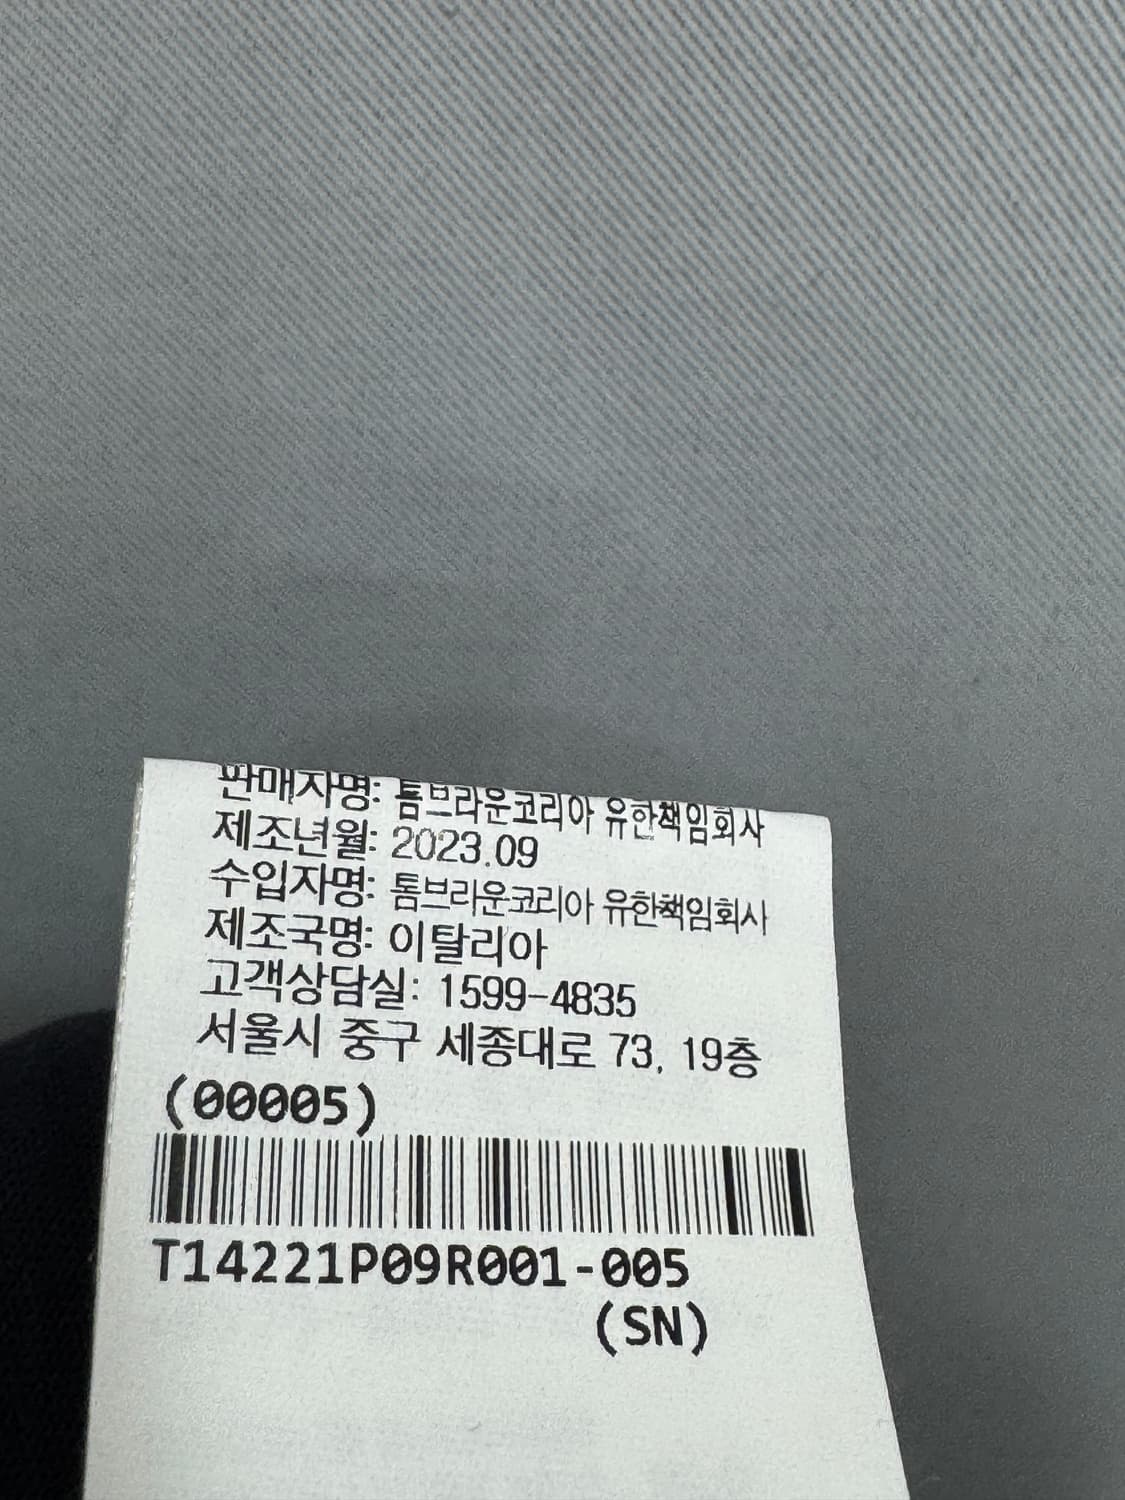 판매자명: 톰브라운코리아 유한책임회사
제조년월: 2023.09
수입자명: 톰브라운코리아 유한책임회사
제조국명: 이탈리아
고객상담실: 1599-4835
서울시 중구 세종대로 73, 19층
(00005)
T14221P09R001-005
(SN)